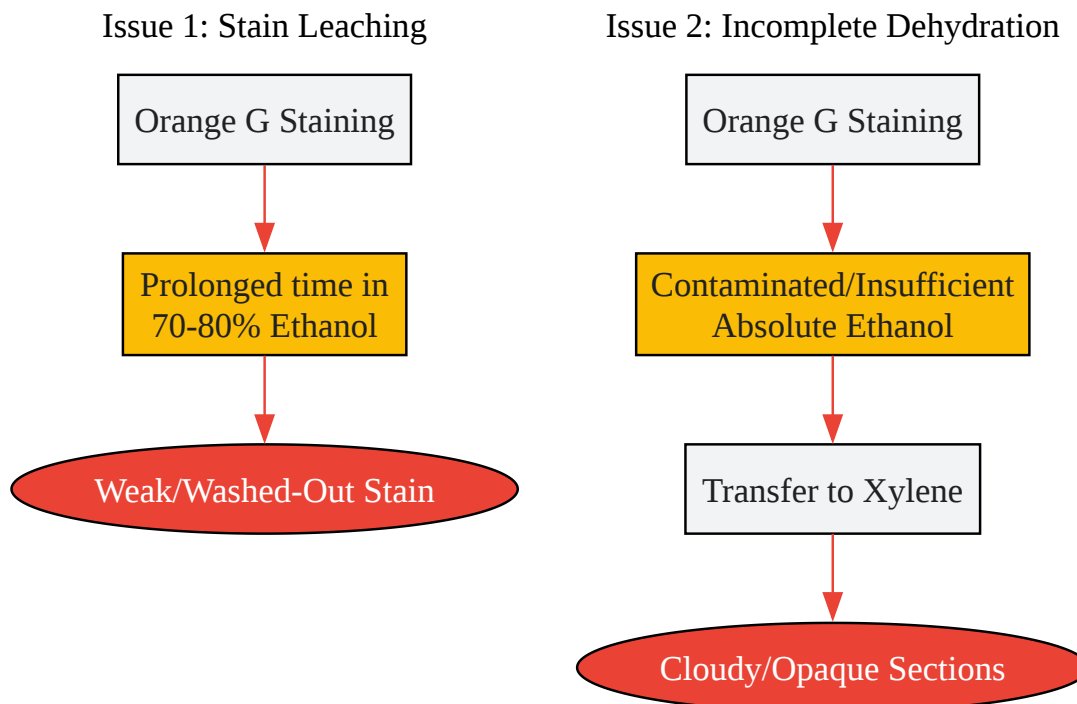 Issue 1: Stain Leaching
Orange G Staining
Prolonged time in
70-80% Ethanol
Weak/Washed-Out Stain
Issue 2: Incomplete Dehydration
Orange G Staining
Contaminated/Insufficient
Absolute Ethanol
Transfer to Xylene
Cloudy/Opaque Sections